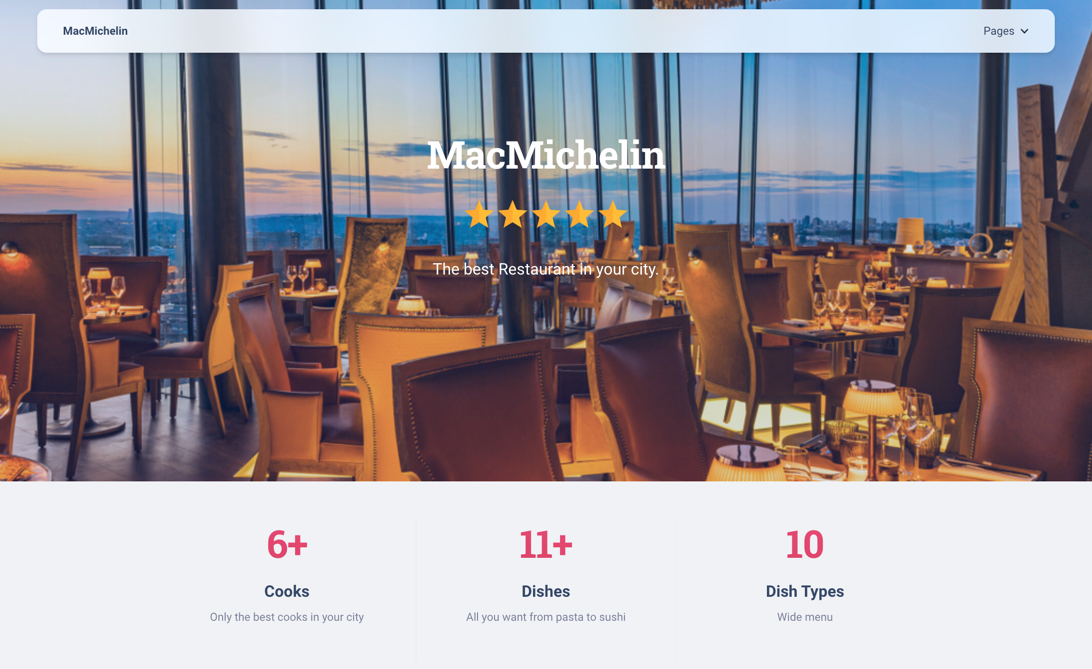 MacMichelin
Pages
MacMichelin
The best Restaurant in your city.
6+
11+
10
Cooks
Dishes
Dish Types
Only the best cooks in your city
All you want from pasta to sushi
Wide menu